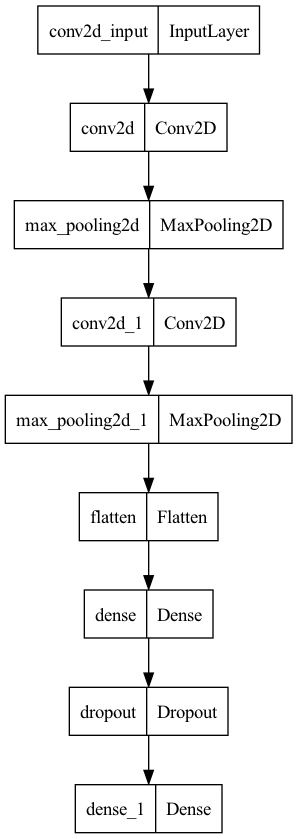 conv2d_input InputLayer
conv2d Conv2D
max_pooling2d MaxPooling2D
conv2d_1 Conv2D
max_pooling2d_1 MaxPooling2D
flatten Flatten
dense Dense
dropout Dropout
dense_1 Dense